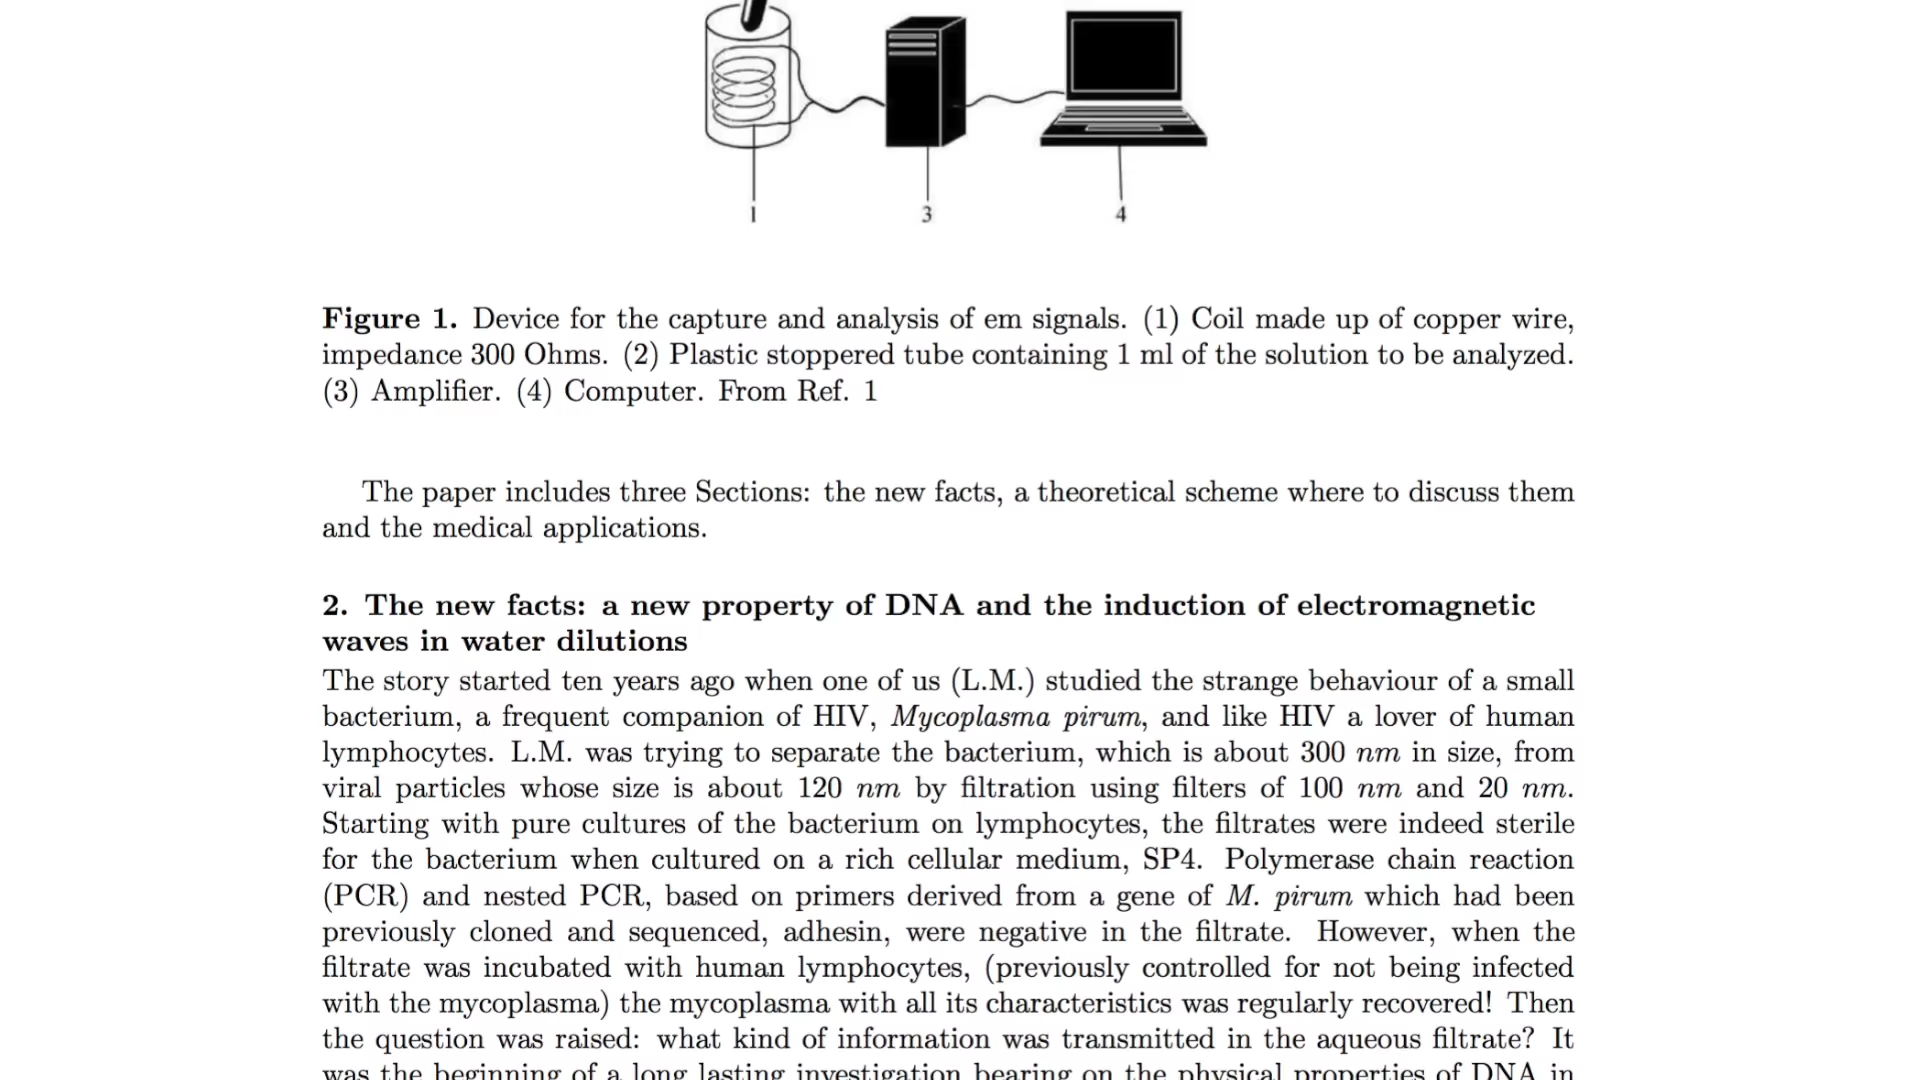 1
3
4
Figure 1. Device for the capture and analysis of em signals. (1) Coil made up of copper wire,
impedance 300 Ohms. (2) Plastic stoppered tube containing 1 ml of the solution to be analyzed.
(3) Amplifier. (4) Computer. From Ref. 1
The paper includes three Sections: the new facts, a theoretical scheme where to discuss them
and the medical applications.
2. The new facts: a new property of DNA and the induction of electromagnetic
waves in water dilutions
The story started ten years ago when one of us (L.M.) studied the strange behaviour of a small
bacterium, a frequent companion of HIV, Mycoplasma pirum, and like HIV a lover of human
lymphocytes. L.M. was trying to separate the bacterium, which is about 300 nm in size, from
viral particles whose size is about 120 nm by filtration using filters of 100 nm and 20 nm.
Starting with pure cultures of the bacterium on lymphocytes, the filtrates were indeed sterile
for the bacterium when cultured on a rich cellular medium, SP4. Polymerase chain reaction
(PCR) and nested PCR, based on primers derived from a gene of M. pirum which had been
previously cloned and sequenced, adhesin, were negative in the filtrate. However, when the
filtrate was incubated with human lymphocytes, (previously controlled for not being infected
with the mycoplasma) the mycoplasma with all its characteristics was regularly recovered! Then
the question was raised: what kind of information was transmitted in the aqueous filtrate? It
was the beginning of a long lasting investigation bearing on the physical properties of DNA in